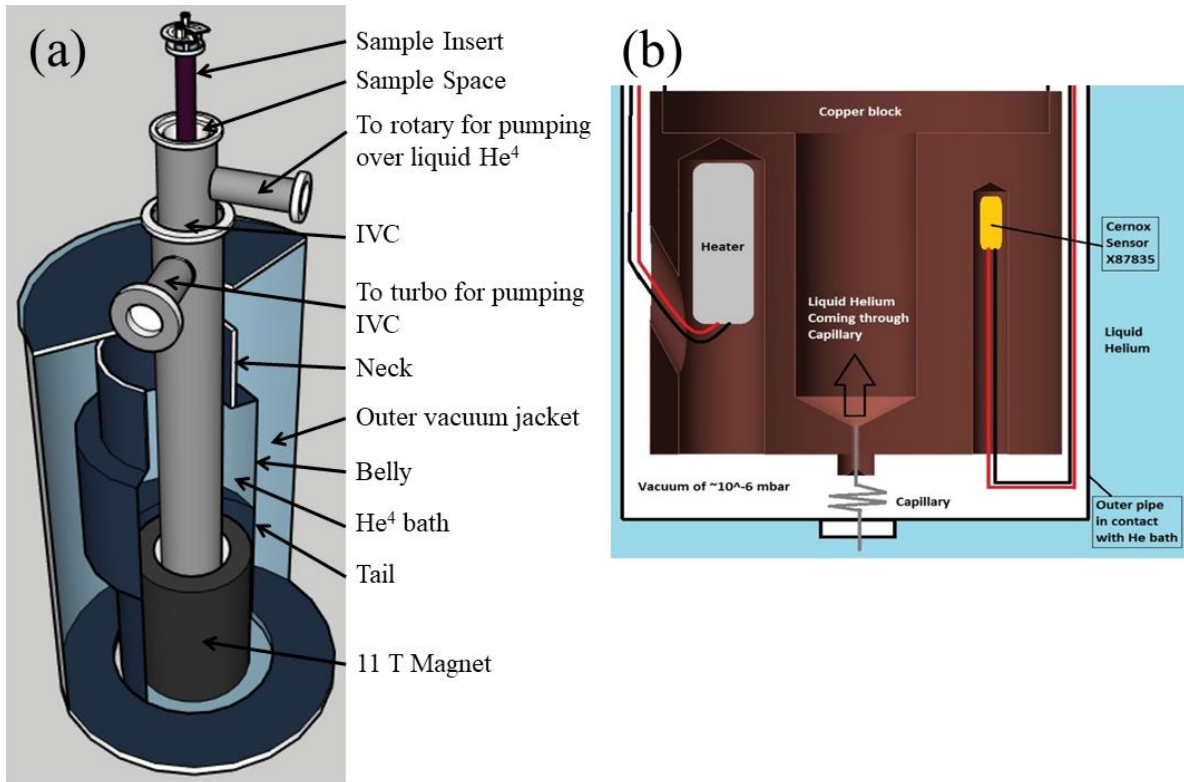 (a)
Sample Insert
Sample Space
To rotary for pumping
over liquid He⁴
IVC
To turbo for pumping
IVC
Neck
Outer vacuum jacket
Belly
He⁴ bath
Tail
11 T Magnet
(b)
Copper block
Heater
Liquid Helium
Coming through
Capillary
Cernox
Sensor
X87835
Liquid
Helium
Vacuum of ~10^-6 mbar
Capillary
Outer pipe
in contact
with He bath